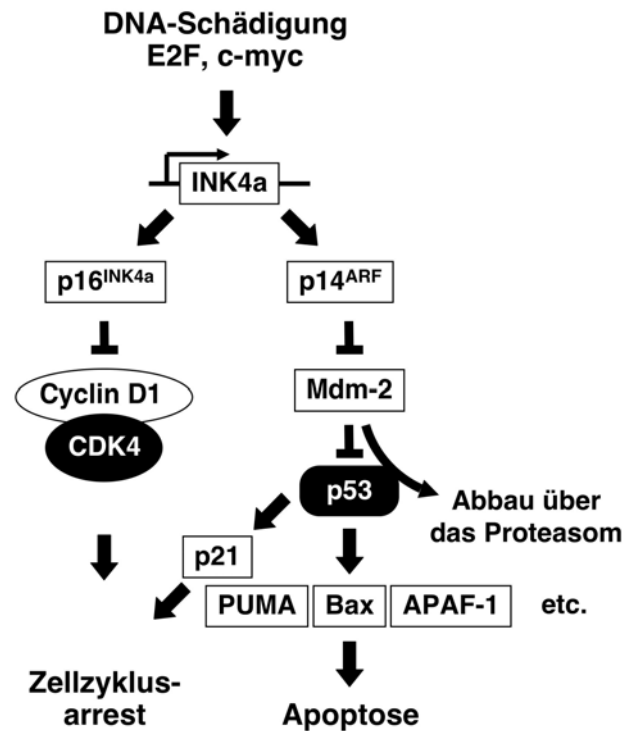 DNA-Schädigung
E2F, c-myc
INK4a
p16INK4a
p14ARF
Cyclin D1
Mdm-2
CDK4
p53
Abbau über
das Proteasom
p21
PUMA Bax APAF-1 etc.
Zellzyklus-
arrest
Apoptose